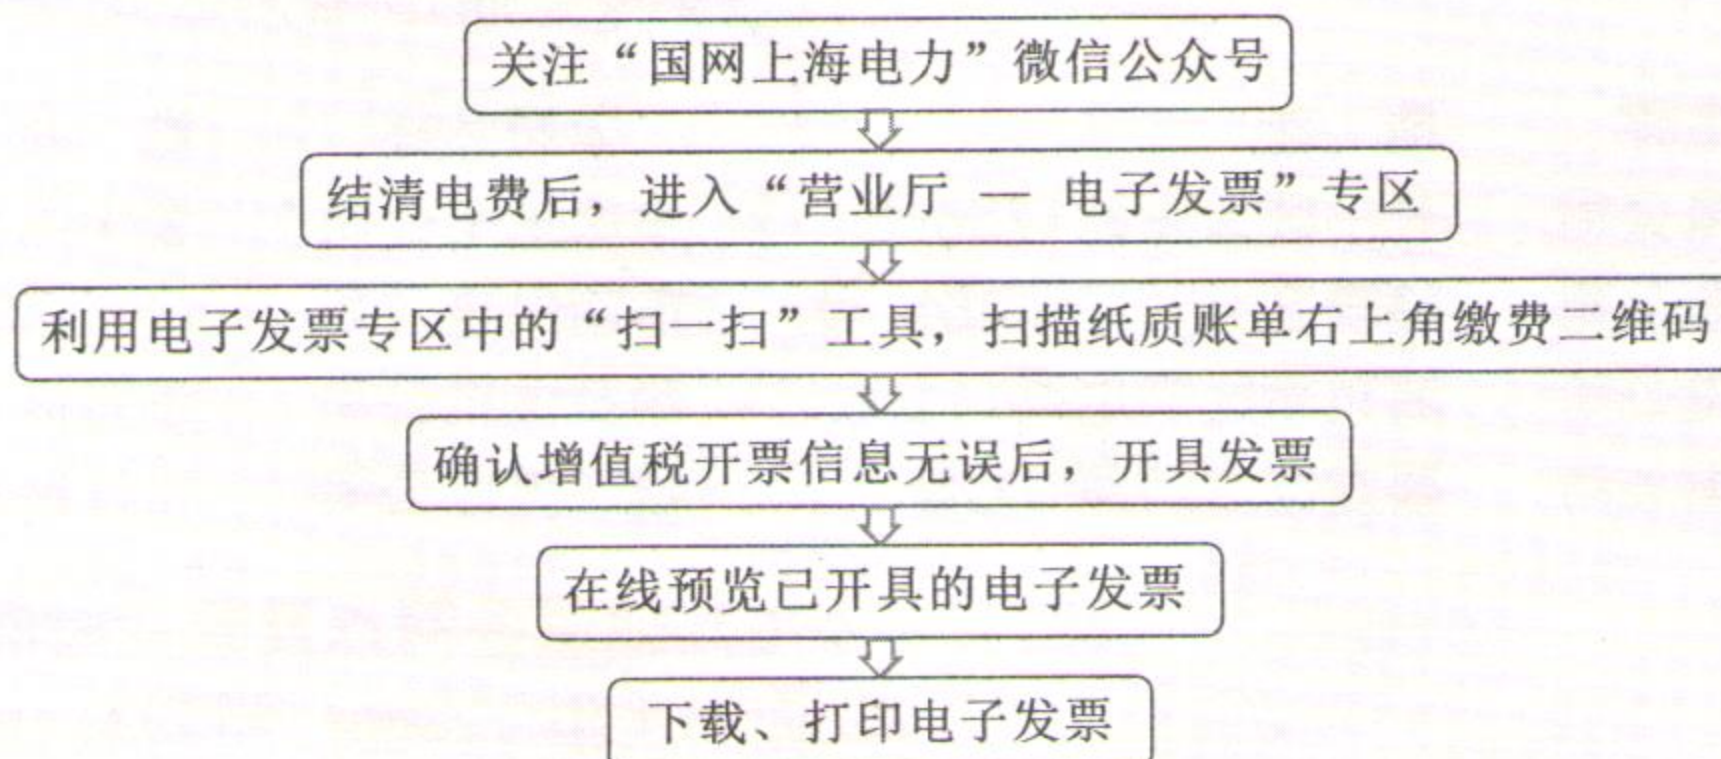 关注“国网上海电力”微信公众号
结清电费后，进入“营业厅 — 电子发票”专区
利用电子发票专区中的“扫一扫”工具，扫描纸质账单右上角缴费二维码
确认增值税开票信息无误后，开具发票
在线预览已开具的电子发票
下载、打印电子发票